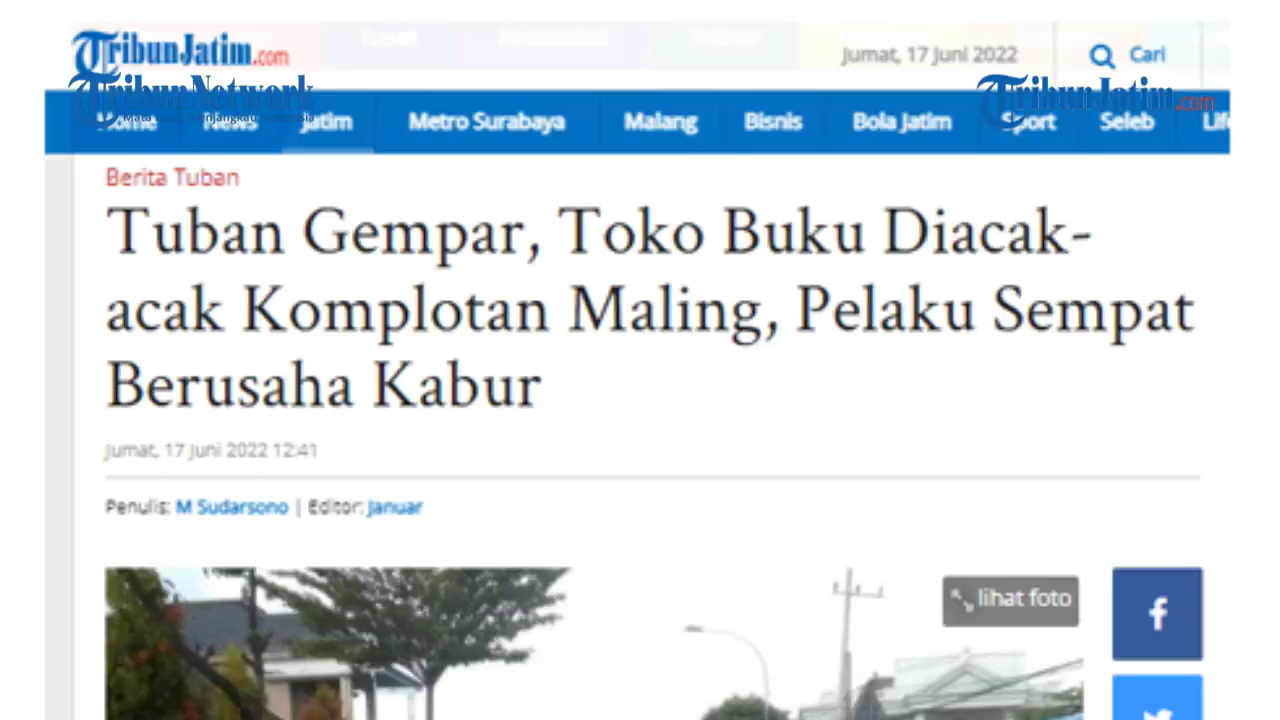 TribunJatim.com
Jumat, 17 Juni 2022
Cari
TribunNetwork
TribunJatim.com
Home News Jatim Metro Surabaya Malang Bisnis Bola Jatim Sport Seleb
Berita Tuban
Tuban Gempar, Toko Buku Diacak-
acak Komplotan Maling, Pelaku Sempat
Berusaha Kabur
Jumat, 17 Juni 2022 12:41
Penulis: M Sudarsono | Editor: Januar
lihat foto